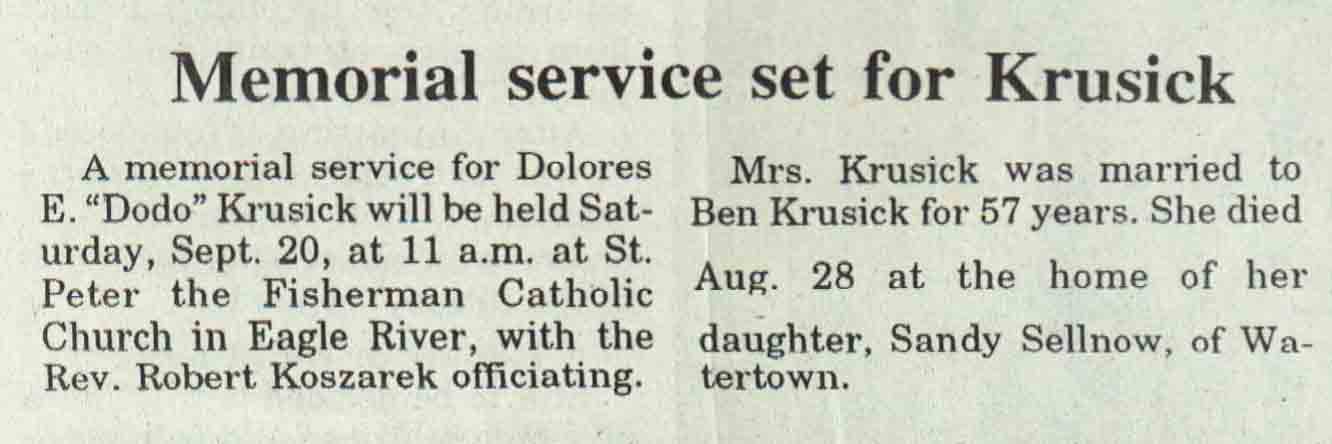 Memorial service set for Krusick
A memorial service for Dolores
E. “Dodo” Krusick will be held Sat-
urday, Sept. 20, at 11 a.m. at St.
Peter the Fisherman Catholic
Church in Eagle River, with the
Rev. Robert Koszarek officiating.
Mrs. Krusick was married to
Ben Krusick for 57 years. She died
Aug. 28 at the home of her
daughter, Sandy Sellnow, of Wa-
tertown.